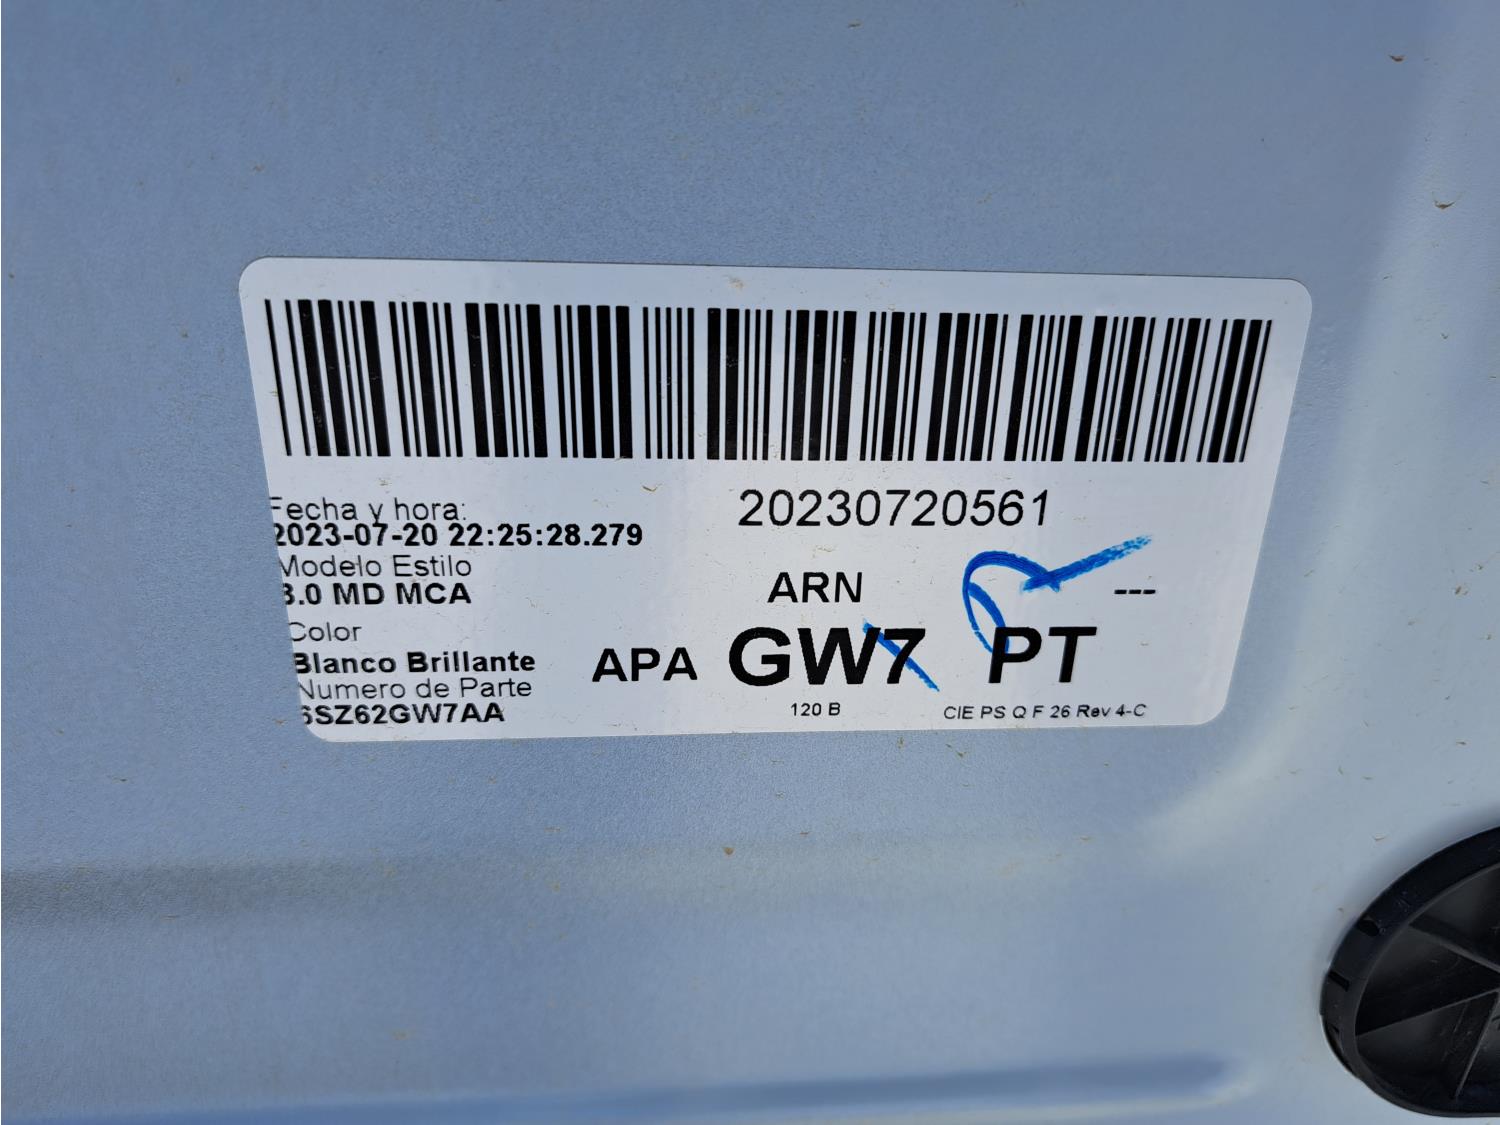 20230720561
Fecha y hora:
2023-07-20 22:25:28.279
Modelo Estilo
3.0 MD MCA
ARN ---
Color
Blanco Brillante
APA GW7 PT
Numero de Parte
6SZ62GW7AA
120 B
CIE PS Q F 26 Rev 4-C